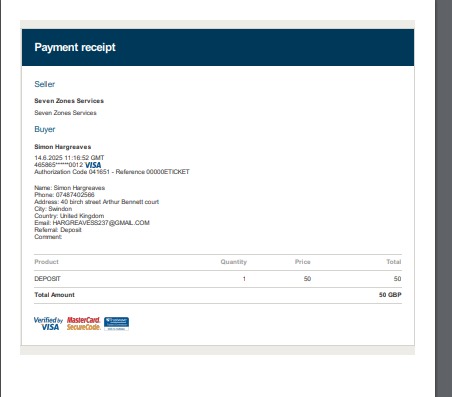 Payment receipt
Seller
Seven Zones Services
Seven Zones Services
Buyer
Simon Hargreaves
14.6.2025 11:16:52 GMT
465865******0012 VISA
Authorization Code 041651 - Reference 00000ETICKET
Name: Simon Hargreaves
Phone: 07487402566
Address: 40 birch street Arthur Bennett court
City: Swindon
Country: United Kingdom
Email: HARGREAVESS237@GMAIL.COM
Referral: Deposit
Comment:
Product Quantity Price Total
DEPOSIT 1 50 50
Total Amount 50 GBP
Verified by VISA MasterCard. SecureCode.